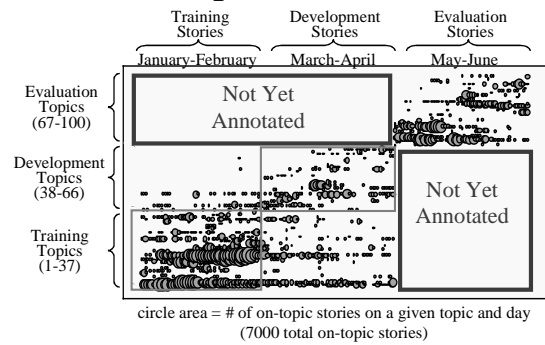 Training Development Evaluation
Stories Stories Stories
January-February March-April May-June
Evaluation
Topics
(67-100)
Not Yet
Annotated
Development
Topics
(38-66)
Not Yet
Annotated
Training
Topics
(1-37)
circle area = # of on-topic stories on a given topic and day
(7000 total on-topic stories)